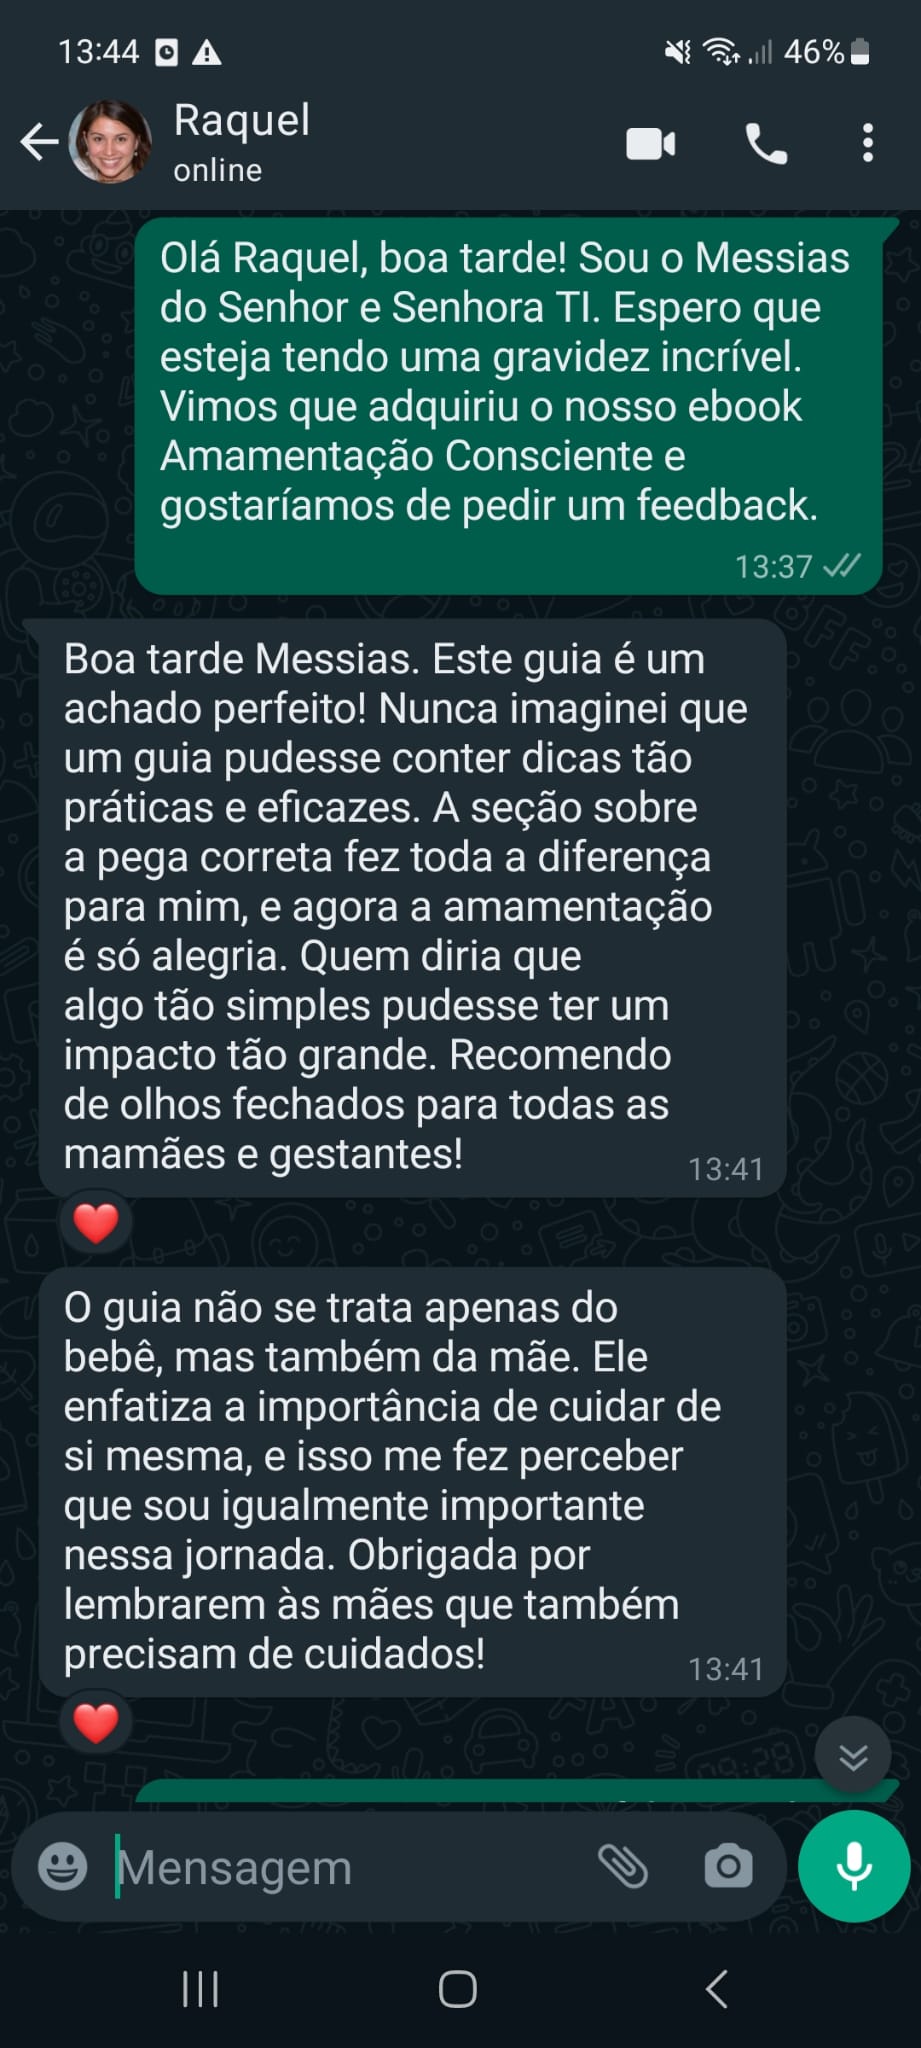 13:44
46%
Raquel
online
Olá Raquel, boa tarde! Sou o Messias
do Senhor e Senhora TI. Espero que
esteja tendo uma gravidez incrível.
Vimos que adquiriu o nosso ebook
Amamentação Consciente e
gostaríamos de pedir um feedback.
13:37
Boa tarde Messias. Este guia é um
achado perfeito! Nunca imaginei que
um guia pudesse conter dicas tão
práticas e eficazes. A seção sobre
a pega correta fez toda a diferença
para mim, e agora a amamentação
é só alegria. Quem diria que
algo tão simples pudesse ter um
impacto tão grande. Recomendo
de olhos fechados para todas as
mamães e gestantes!
13:41
O guia não se trata apenas do
bebê, mas também da mãe. Ele
enfatiza a importância de cuidar de
si mesma, e isso me fez perceber
que sou igualmente importante
nessa jornada. Obrigada por
lembrarem às mães que também
precisam de cuidados!
13:41
Mensagem